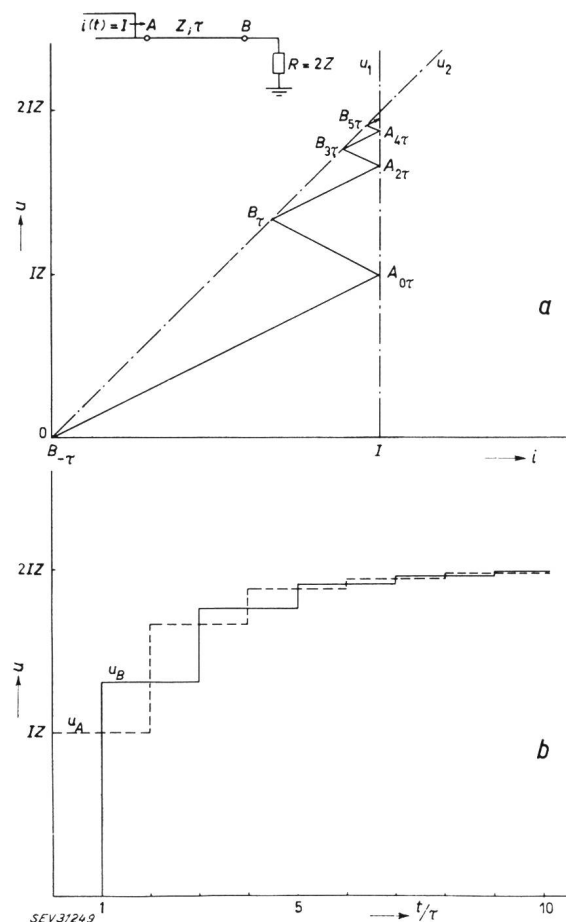 i(t) = I A Z, τ B
R = 2Z
u₁ u₂
2IZ
B₅τ
A₄τ
B₃τ
A₂τ
u
Bτ
IZ
A₀τ
a
0
B₋τ I i
2IZ
u
u_B
IZ
u_A
b
1 5 t/τ 10
SEV31249